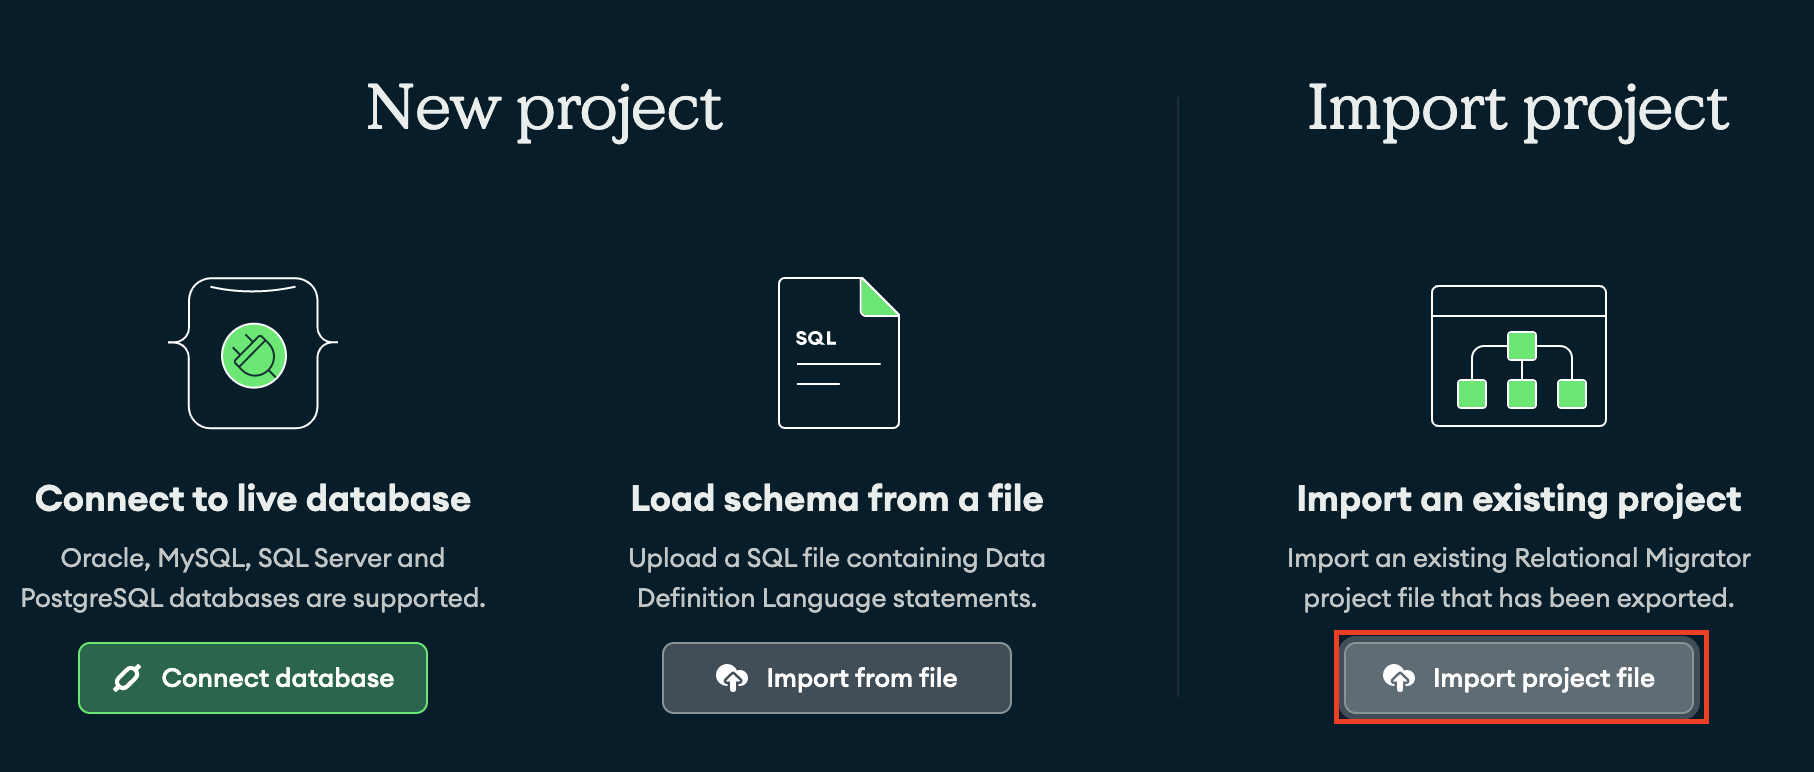 New project
Import project
SQL
Connect to live database
Oracle, MySQL, SQL Server and
PostgreSQL databases are supported.
Connect database
Load schema from a file
Upload a SQL file containing Data
Definition Language statements.
Import from file
Import an existing project
Import an existing Relational Migrator
project file that has been exported.
Import project file